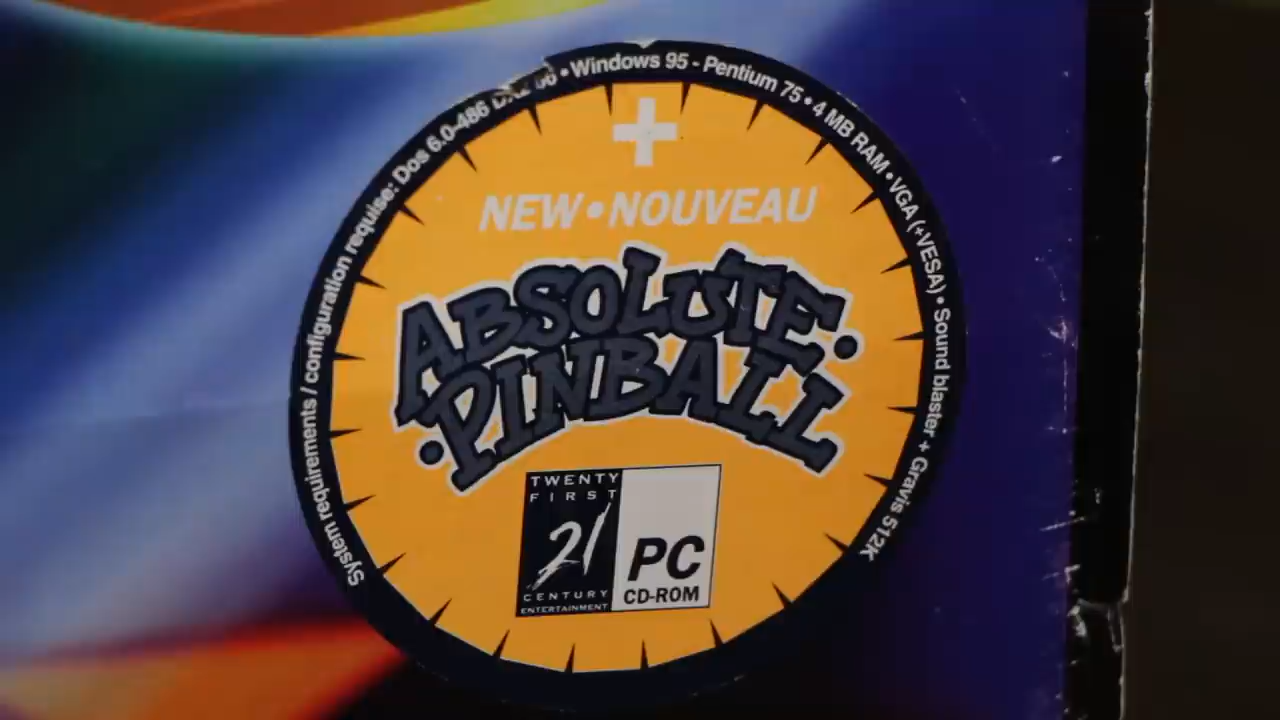 System requirements / configuration requise: Dos 6.0-486 • Windows 95 - Pentium 75 • 4 MB RAM • VGA (+VESA) • Sound blaster + Gravis 512K
+
NEW • NOUVEAU
ABSOLUTE
PINBALL
TWENTY
FIRST
21
CENTURY
ENTERTAINMENT
PC
CD-ROM